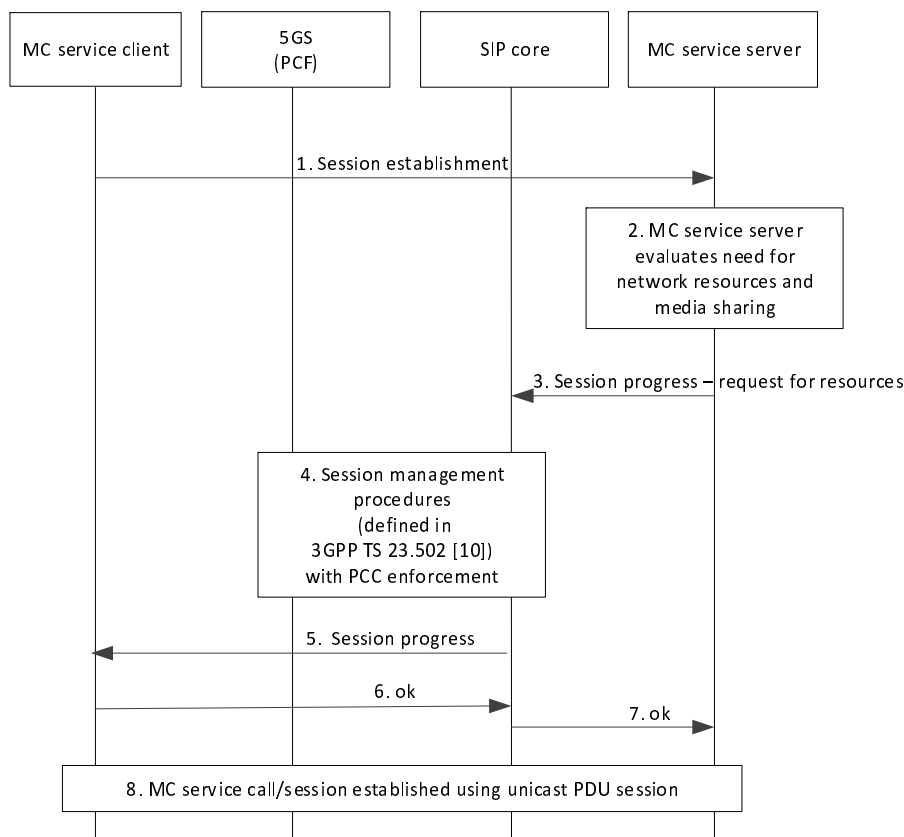 MC service client
5GS
(PCF)
SIP core
MC service server
1. Session establishment
2. MC service server
evaluates need for
network resources and
media sharing
3. Session progress – request for resources
4. Session management
procedures
(defined in
3GPP TS 23.502 [10])
with PCC enforcement
5. Session progress
6. ok
7. ok
8. MC service call/session established using unicast PDU session